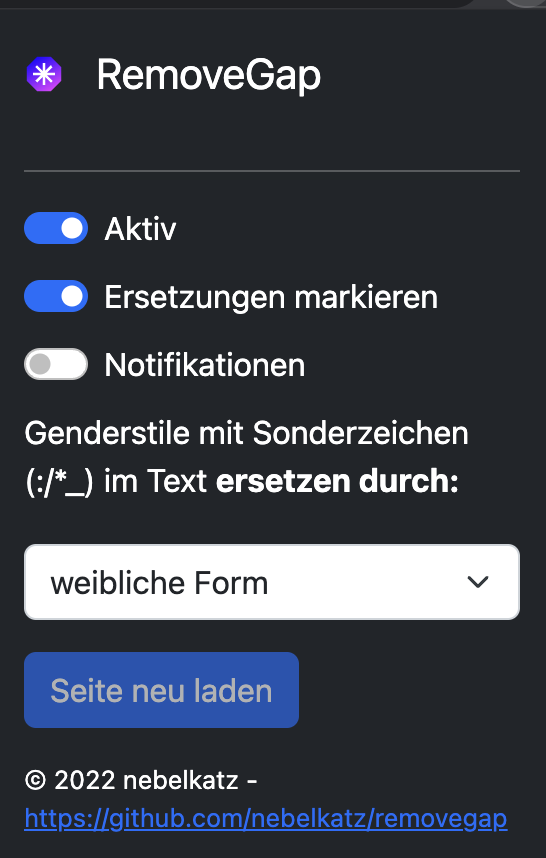 RemoveGap
Aktiv
Ersetzungen markieren
Notifikationen
Genderstile mit Sonderzeichen
(:/*_) im Text ersetzen durch:
weibliche Form
Seite neu laden
© 2022 nebelkatz -
https://github.com/nebelkatz/removegap